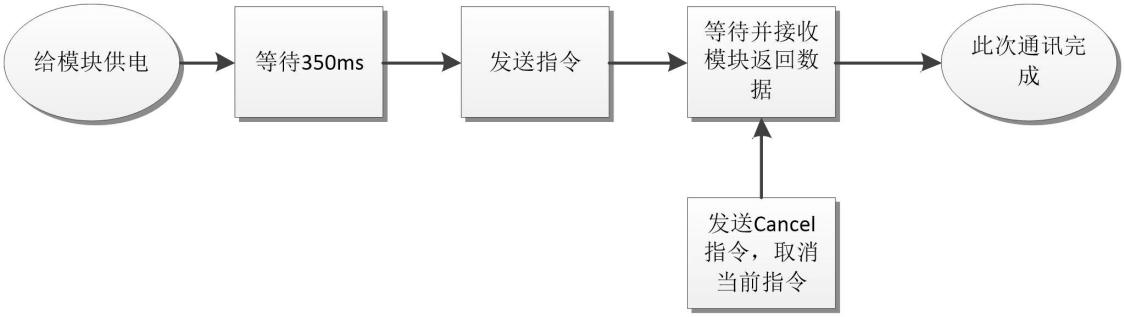 给模块供电
等待350ms
发送指令
等待并接收
模块返回数
据
此次通讯完
成
发送Cancel
指令，取消
当前指令